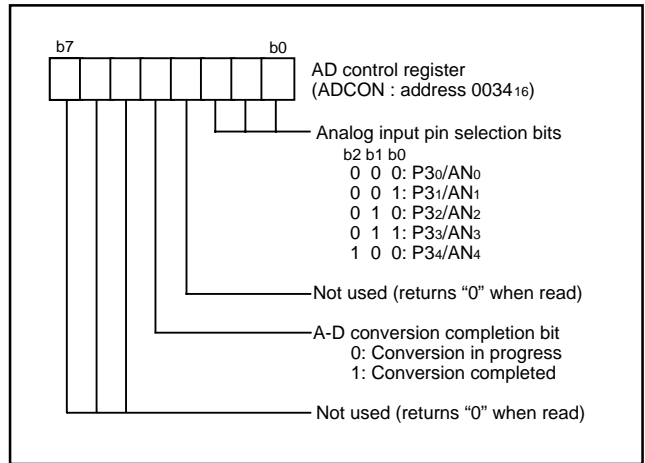 b7 b0
AD control register
(ADCON : address 0034₁₆)
Analog input pin selection bits
b2 b1 b0
0 0 0: P3₀/AN₀
0 0 1: P3₁/AN₁
0 1 0: P3₂/AN₂
0 1 1: P3₃/AN₃
1 0 0: P3₄/AN₄
Not used (returns “0” when read)
A-D conversion completion bit
0: Conversion in progress
1: Conversion completed
Not used (returns “0” when read)